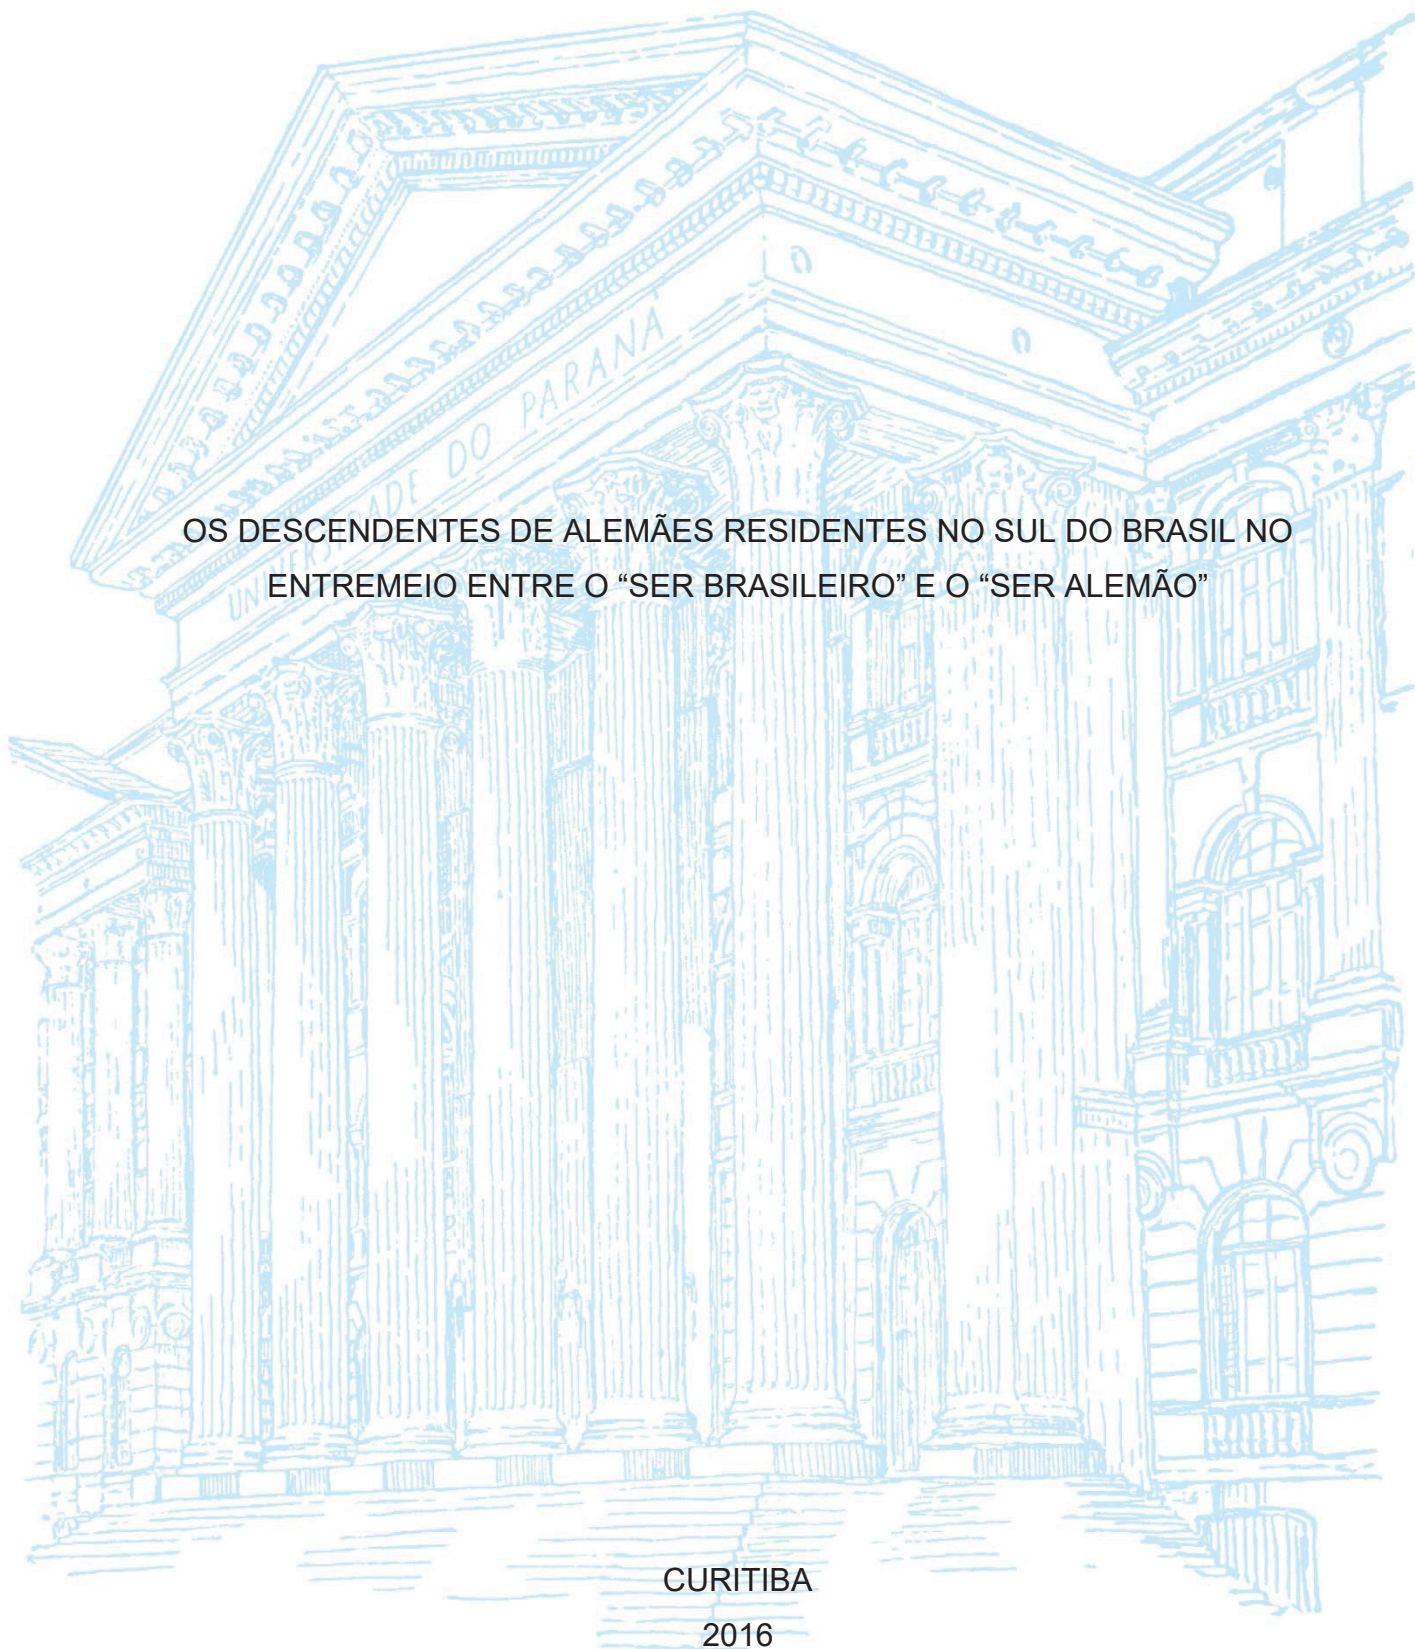 DADE DO PARANÁ
OS DESCENDENTES DE ALEMÃES RESIDENTES NO SUL DO BRASIL NO
ENTREMEIO ENTRE O “SER BRASILEIRO” E O “SER ALEMÃO”
CURITIBA
2016